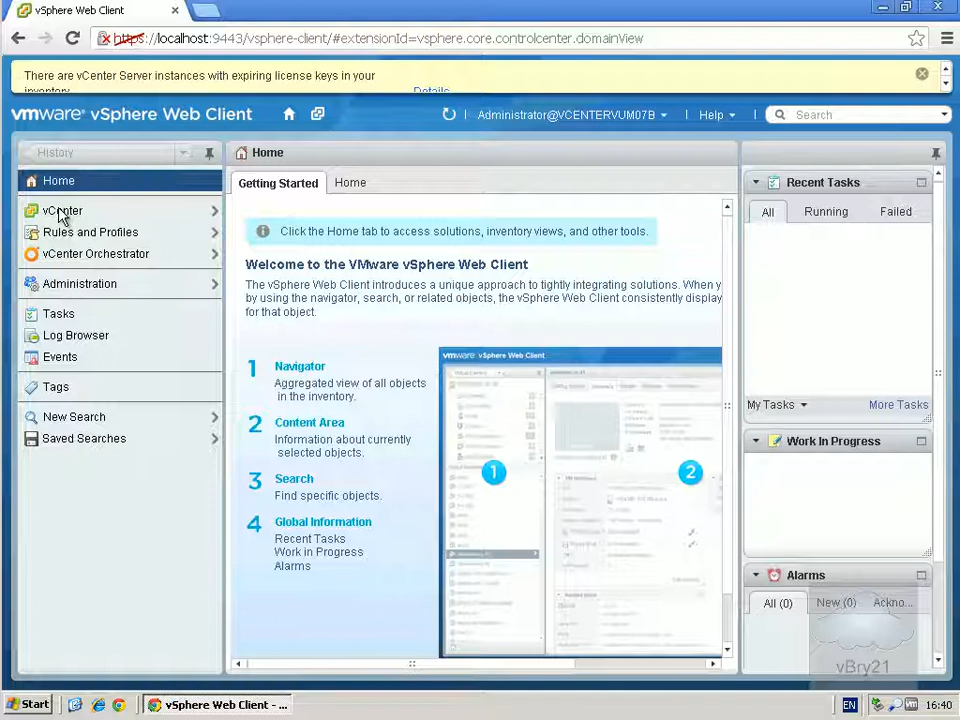 vSphere Web Client
https://localhost:9443/vsphere-client/#extensionId=vsphere.core.controlcenter.domainView
There are vCenter Server instances with expiring license keys in your
inventory.
Details...
vmware® vSphere Web Client
Administrator@VCENTERVUM07B
Help
Search
History
Home
vCenter
Rules and Profiles
vCenter Orchestrator
Administration
Tasks
Log Browser
Events
Tags
New Search
Saved Searches
Home
Getting Started
Home
Click the Home tab to access solutions, inventory views, and other tools.
Welcome to the VMware vSphere Web Client
The vSphere Web Client introduces a unique approach to tightly integrating solutions. When y
by using the navigator, search, or related objects, the vSphere Web Client consistently display
for that object.
1 Navigator
Aggregated view of all objects
in the inventory.
2 Content Area
Information about currently
selected objects.
3 Search
Find specific objects.
4 Global Information
Recent Tasks
Work in Progress
Alarms
vmware vSphere Web Client
1
2
Recent Tasks
All Running Failed
My Tasks
More Tasks
Work In Progress
Alarms
All (0) New (0) Ackno...
vBry21
Start
vSphere Web Client - ...
EN
16:40